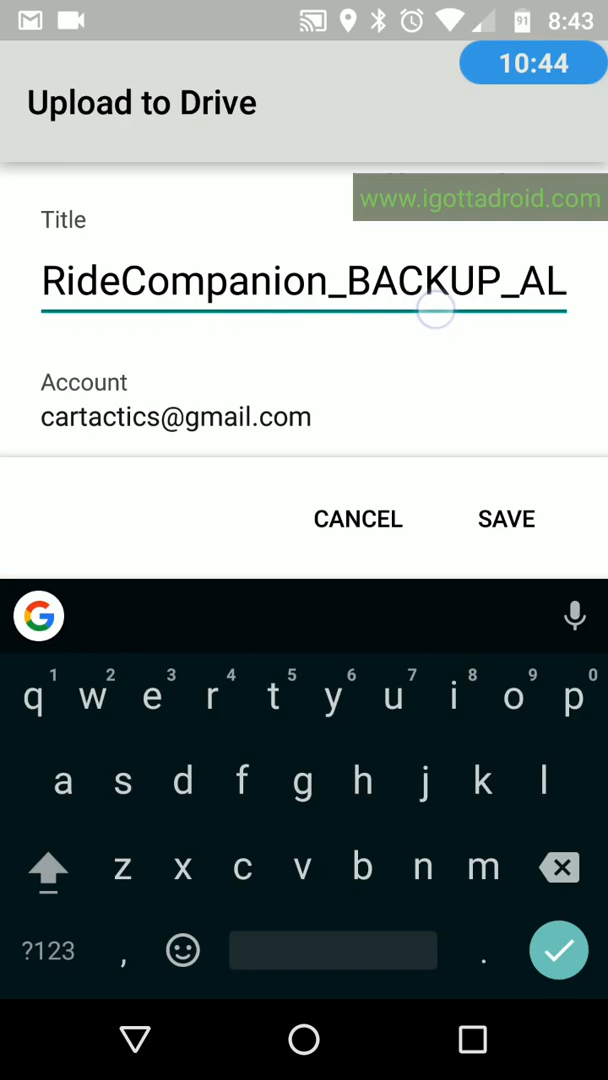 91 8:43
10:44
Upload to Drive
www.igottadroid.com
Title
RideCompanion_BACKUP_AL
Account
cartactics@gmail.com
CANCEL SAVE
G
1 2 3 4 5 6 7 8 9 0
q w e r t y u i o p
a s d f g h j k l
z x c v b n m
?123 , .